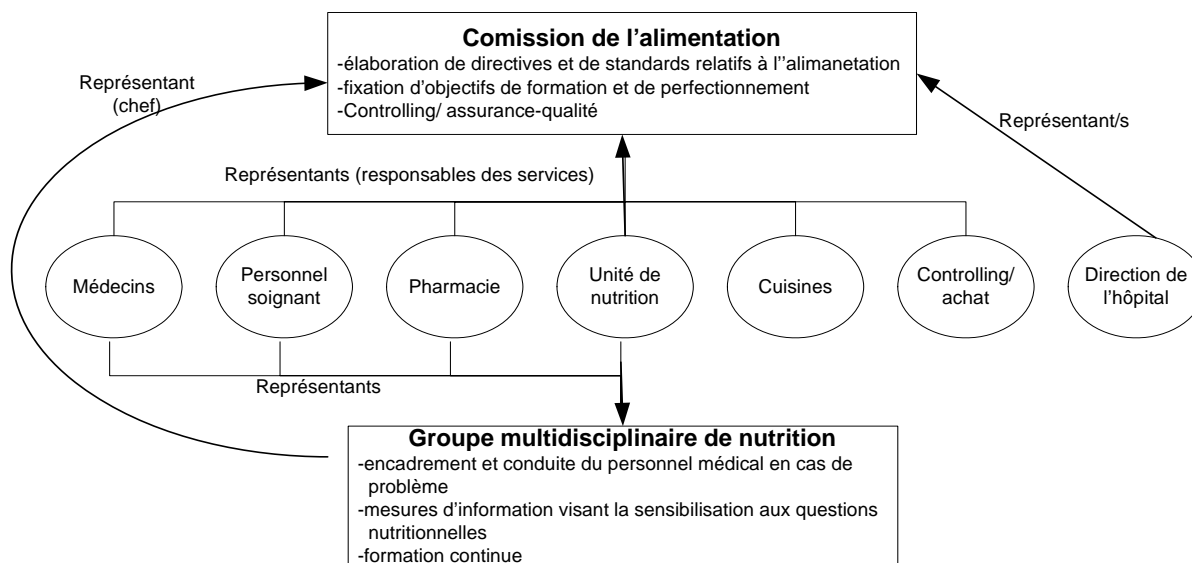 Comission de l'alimentation
-élaboration de directives et de standards relatifs à l''alimanetation
-fixation d'objectifs de formation et de perfectionnement
-Controlling/ assurance-qualité
Représentant
(chef)
Représentant/s
Représentants (responsables des services)
Médecins
Personnel
soignant
Pharmacie
Unité de
nutrition
Cuisines
Controlling/
achat
Direction de
l'hôpital
Représentants
Groupe multidisciplinaire de nutrition
-encadrement et conduite du personnel médical en cas de
problème
-mesures d'information visant la sensibilisation aux questions
nutritionnelles
-formation continue